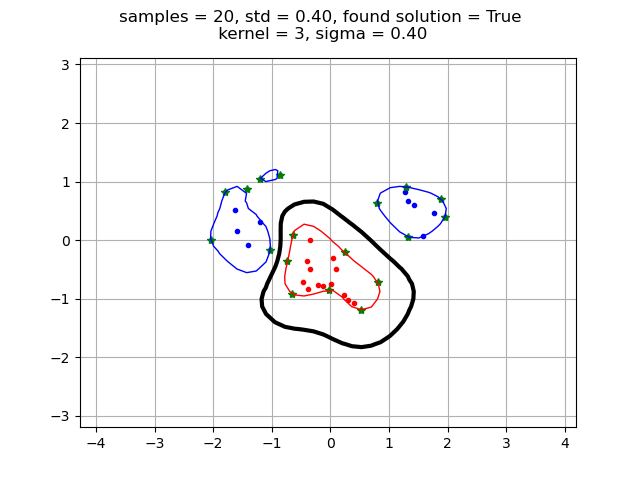 samples = 20, std = 0.40, found solution = True
kernel = 3, sigma = 0.40
3
2
1
0
−1
−2
−3
−4 −3 −2 −1 0 1 2 3 4